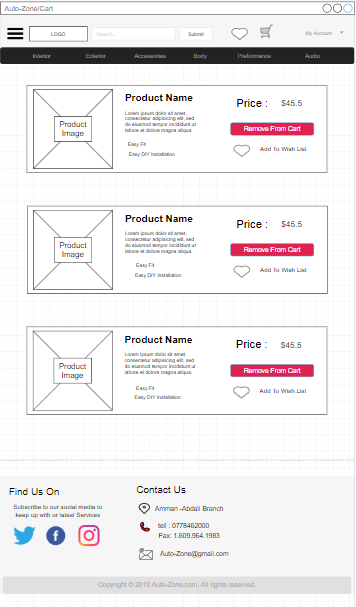 Auto-Zone/Cart
LOGO Search... Submit My Account
Interior Exterior Accessories Body Preformance Audio
Product Name
Price : $45.5
Lorem ipsum dolor sit amet,
consectetur adipiscing elit, sed
do eiusmod tempor incididunt ut
labore et dolore magna aliqua.
Product
Image
Remove From Cart
Easy Fit
Easy DIY Installation
Add To Wish List
Product Name
Price : $45.5
Lorem ipsum dolor sit amet,
consectetur adipiscing elit, sed
do eiusmod tempor incididunt ut
labore et dolore magna aliqua.
Product
Image
Remove From Cart
Easy Fit
Easy DIY Installation
Add To Wish List
Product Name
Price : $45.5
Lorem ipsum dolor sit amet,
consectetur adipiscing elit, sed
do eiusmod tempor incididunt ut
labore et dolore magna aliqua.
Product
Image
Remove From Cart
Easy Fit
Easy DIY Installation
Add To Wish List
Find Us On
Subscribe to our social media to
keep up with or latest Services
Contact Us
Amman -Abdali Branch
tell : 0778462000
Fax: 1.609.964.1983
Auto-Zone@gmail.com
Copyright © 2019 Auto-Zone.com. All rights reserved.